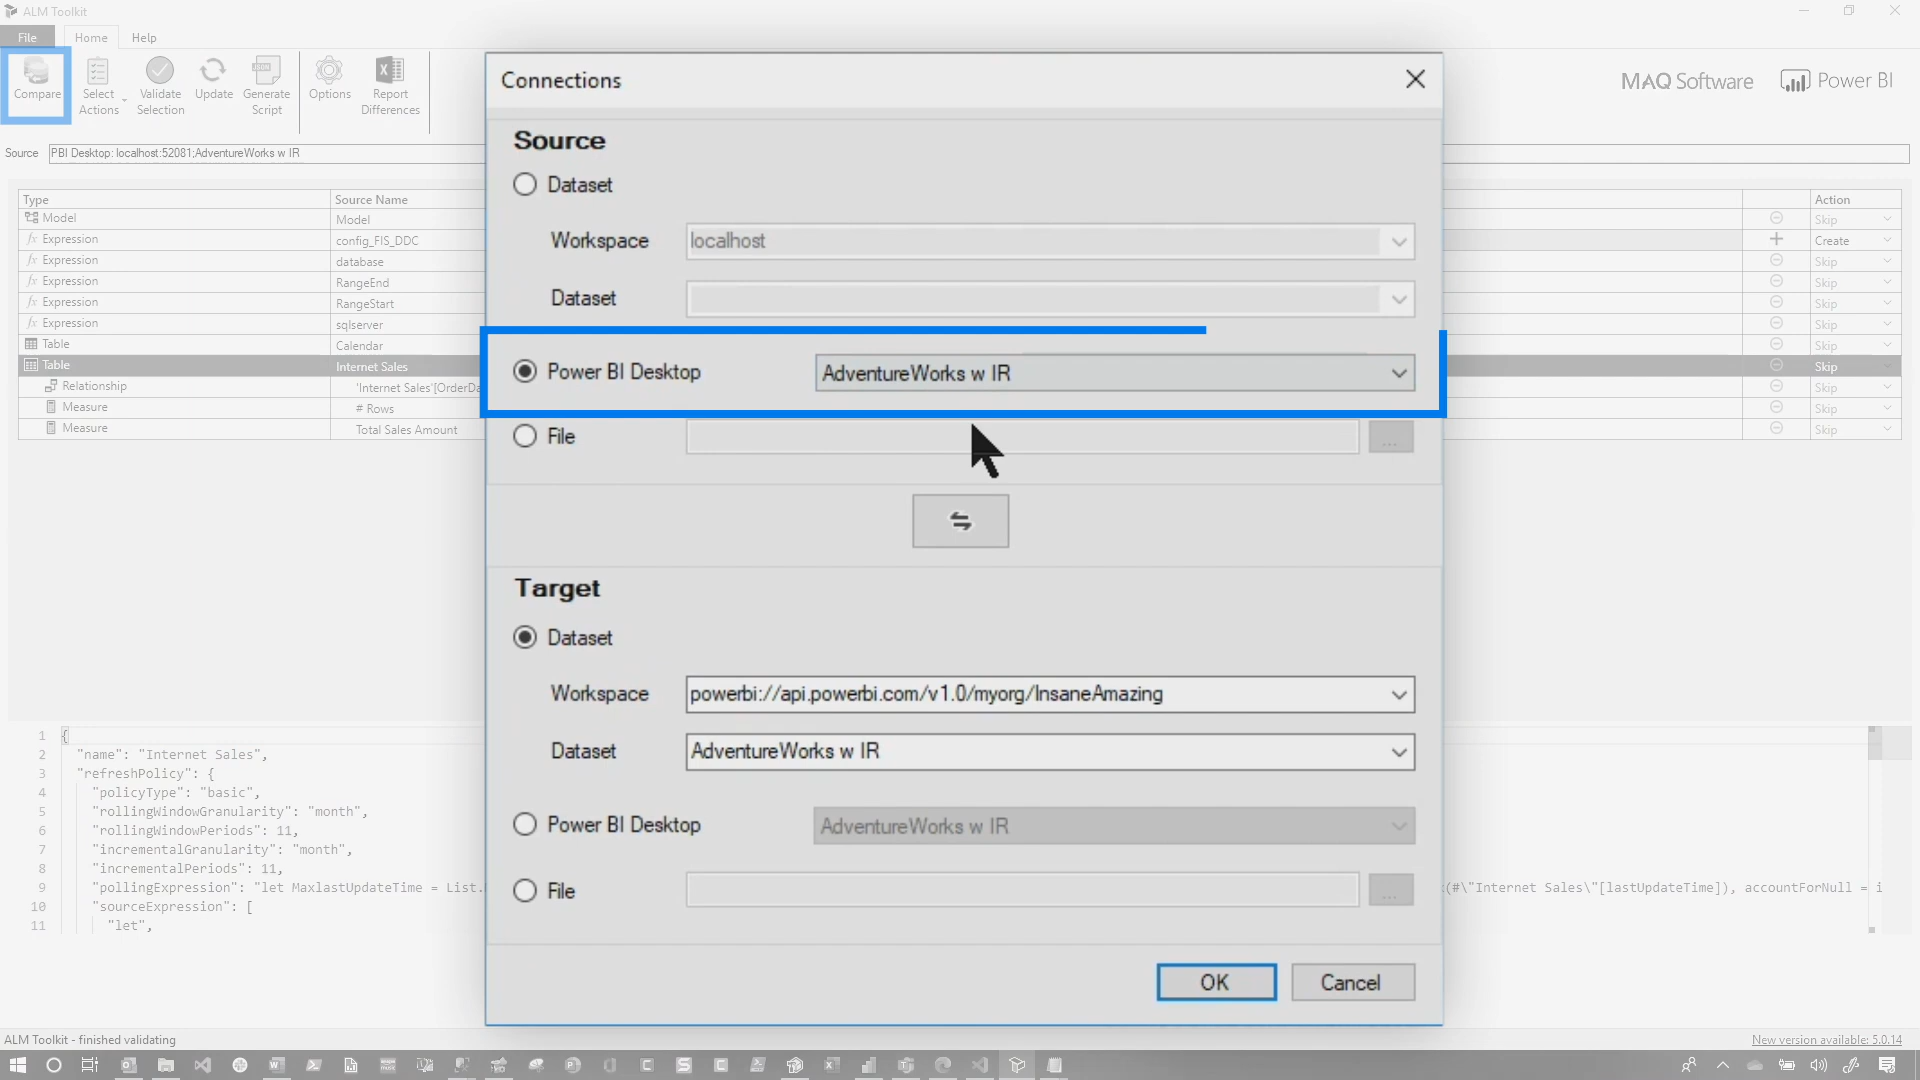 ALM Toolkit
File
Home
Help
Compare
Select
Actions
Validate
Selection
Update
Generate
Script
Options
Report
Differences
MAQ Software
Power BI
Source
PBI Desktop: localhost:52081;AdventureWorks w IR
Type
Source Name
Action
Model
Model
Skip
Expression
config_FIS_DDC
Create
Expression
database
Skip
Expression
RangeEnd
Skip
Expression
RangeStart
Skip
Expression
sqlserver
Skip
Table
Calendar
Skip
Table
Internet Sales
Skip
Relationship
'Internet Sales'[OrderDa
Skip
Measure
# Rows
Skip
Measure
Total Sales Amount
Skip
Connections
Source
Dataset
Workspace
localhost
Dataset
Power BI Desktop
AdventureWorks w IR
File
...
Target
Dataset
Workspace
powerbi://api.powerbi.com/v1.0/myorg/InsaneAmazing
Dataset
AdventureWorks w IR
Power BI Desktop
AdventureWorks w IR
File
...
OK
Cancel
1 {
2 "name": "Internet Sales",
3 "refreshPolicy": {
4 "policyType": "basic",
5 "rollingWindowGranularity": "month",
6 "rollingWindowPeriods": 11,
7 "incrementalGranularity": "month",
8 "incrementalPeriods": 11,
9 "pollingExpression": "let MaxlastUpdateTime = List. (#\"Internet Sales\"[lastUpdateTime]), accountForNull = i
10 "sourceExpression": [
11 "let",
ALM Toolkit - finished validating
New version available: 5.0.14